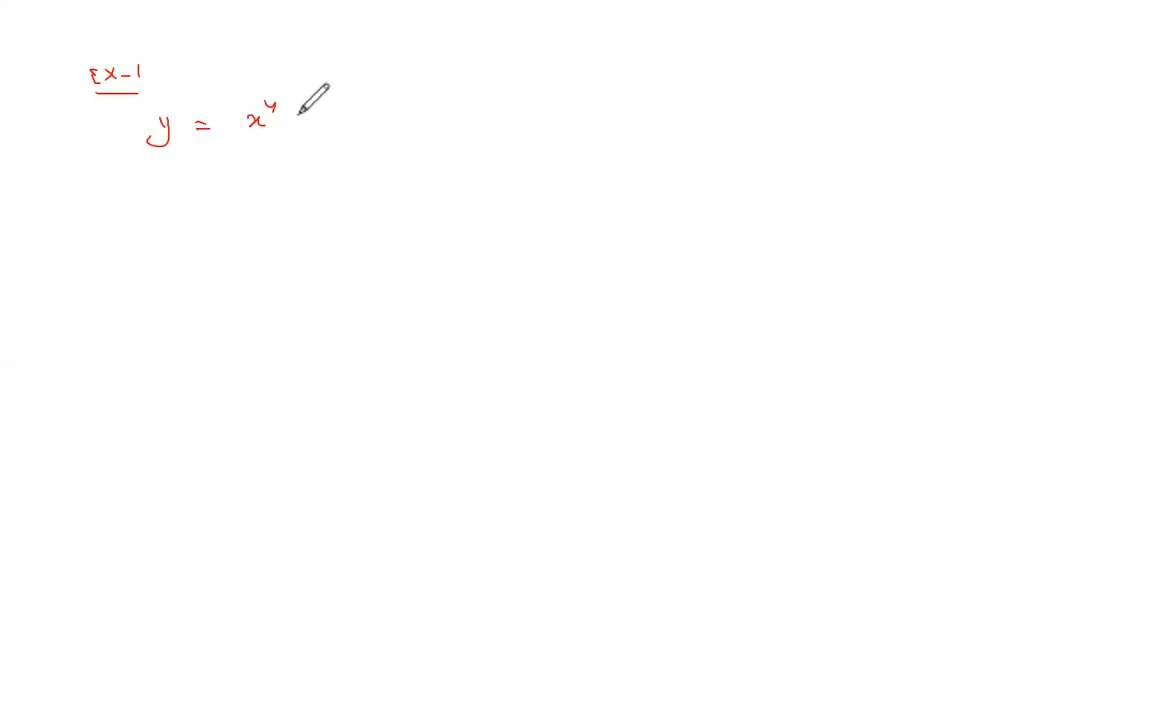 Ex-1
y = x⁴